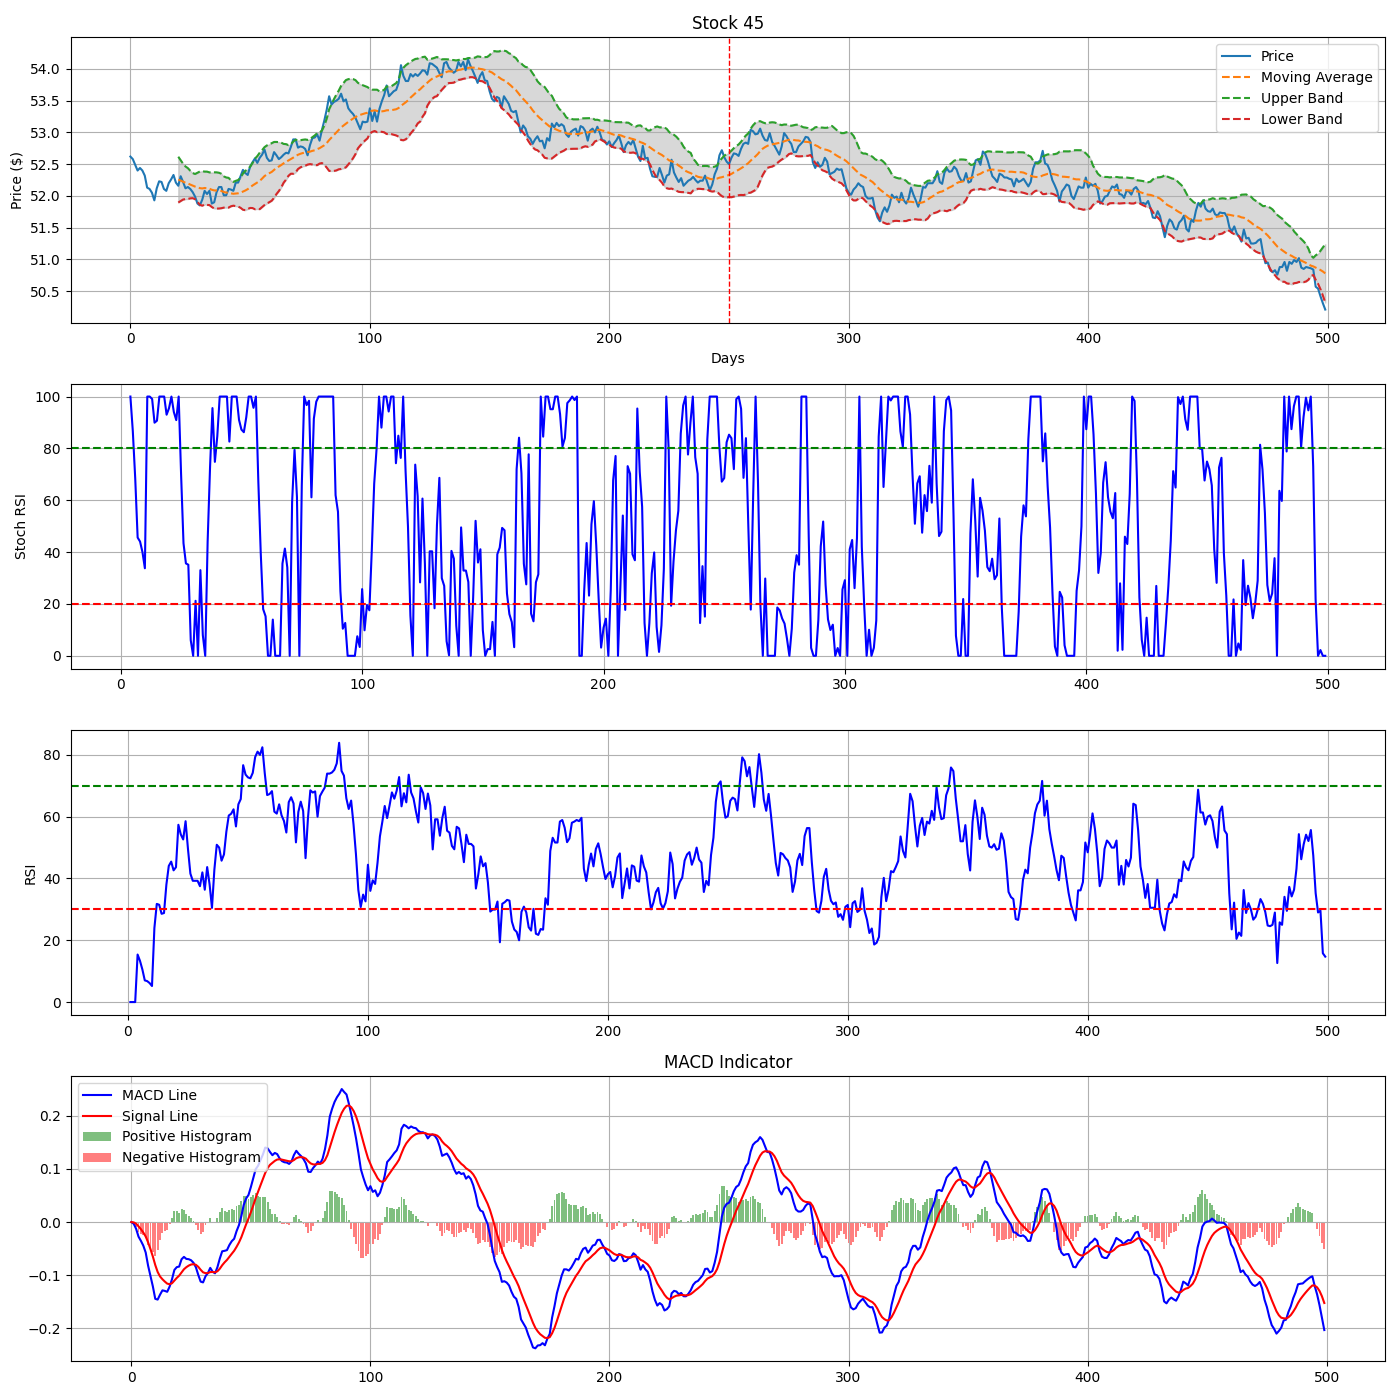 Stock 45
54.0
53.5
53.0
52.5
52.0
51.5
51.0
50.5
Price ($)
Price
Moving Average
Upper Band
Lower Band
0 100 200 300 400 500
Days
100
80
60
40
20
0
Stoch RSI
0 100 200 300 400 500
80
60
40
20
0
RSI
0 100 200 300 400 500
MACD Indicator
MACD Line
Signal Line
Positive Histogram
Negative Histogram
0.2
0.1
0.0
−0.1
−0.2
0 100 200 300 400 500